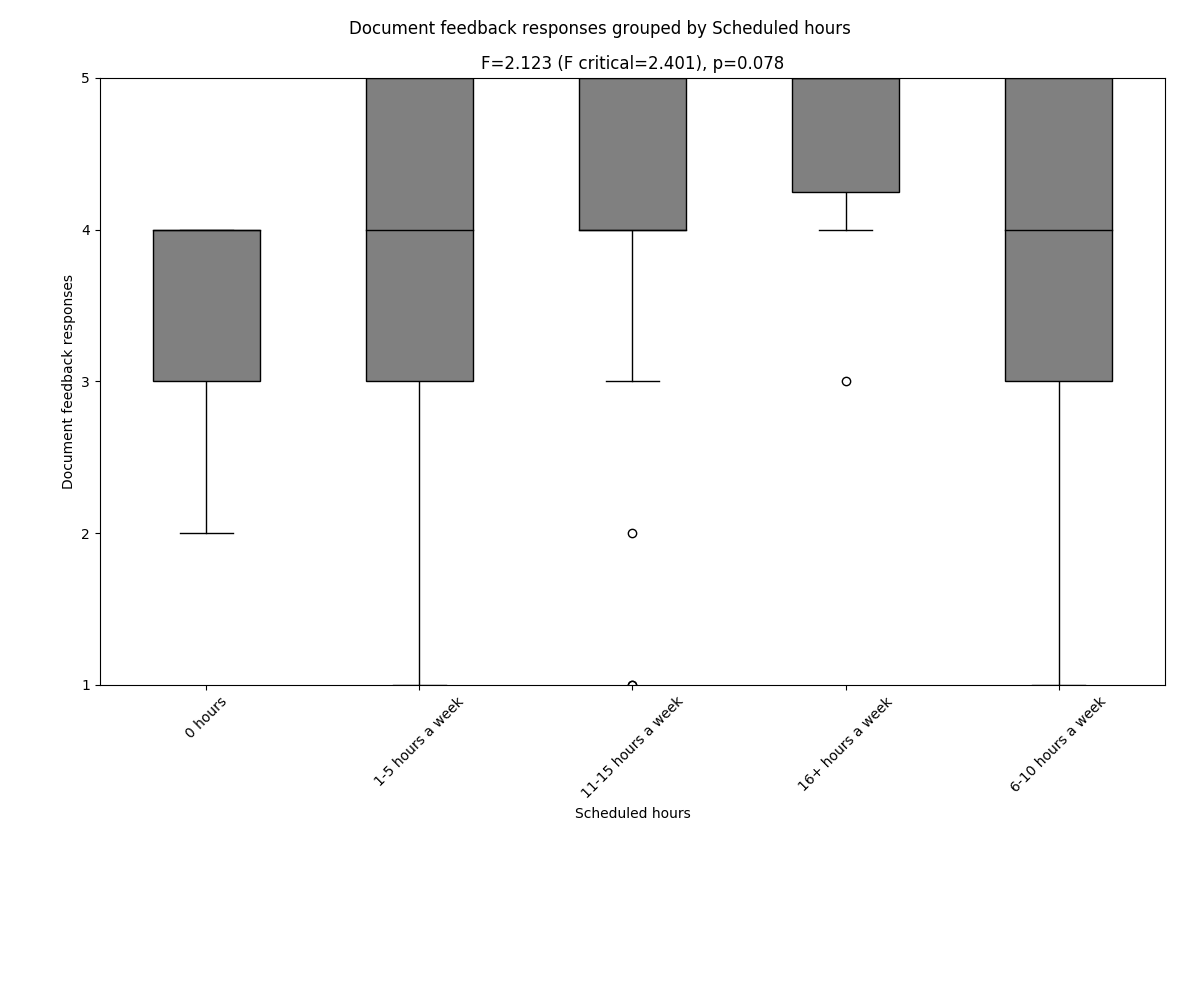 Document feedback responses grouped by Scheduled hours
F=2.123 (F critical=2.401), p=0.078
Document feedback responses
5
4
3
2
1
0 hours
1-5 hours a week
11-15 hours a week
16+ hours a week
6-10 hours a week
Scheduled hours